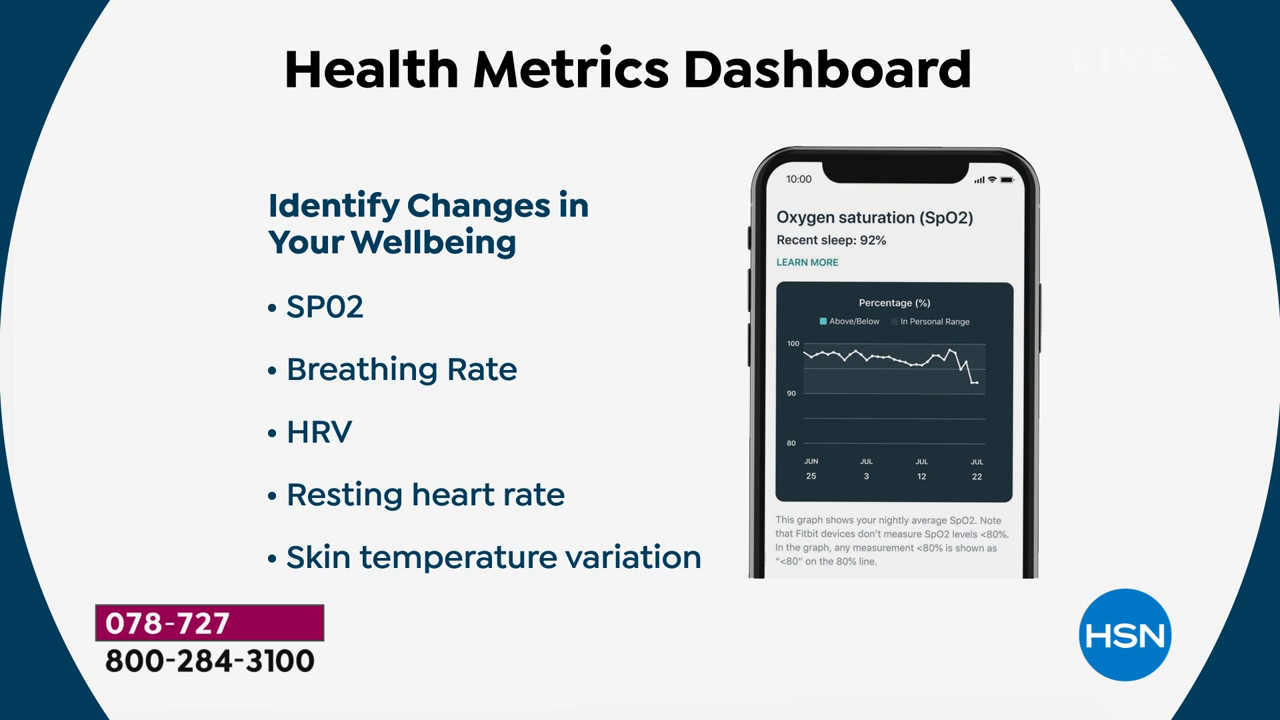 Health Metrics Dashboard
LIVE
Identify Changes in
Your Wellbeing
• SP02
• Breathing Rate
• HRV
• Resting heart rate
• Skin temperature variation
10:00
Oxygen saturation (SpO2)
Recent sleep: 92%
LEARN MORE
Percentage (%)
Above/Below In Personal Range
100
90
80
JUN JUL JUL JUL
25 3 12 22
This graph shows your nightly average SpO2. Note
that Fitbit devices don't measure SpO2 levels <80%.
In the graph, any measurement <80% is shown as
"<80" on the 80% line.
078-727
800-284-3100
HSN